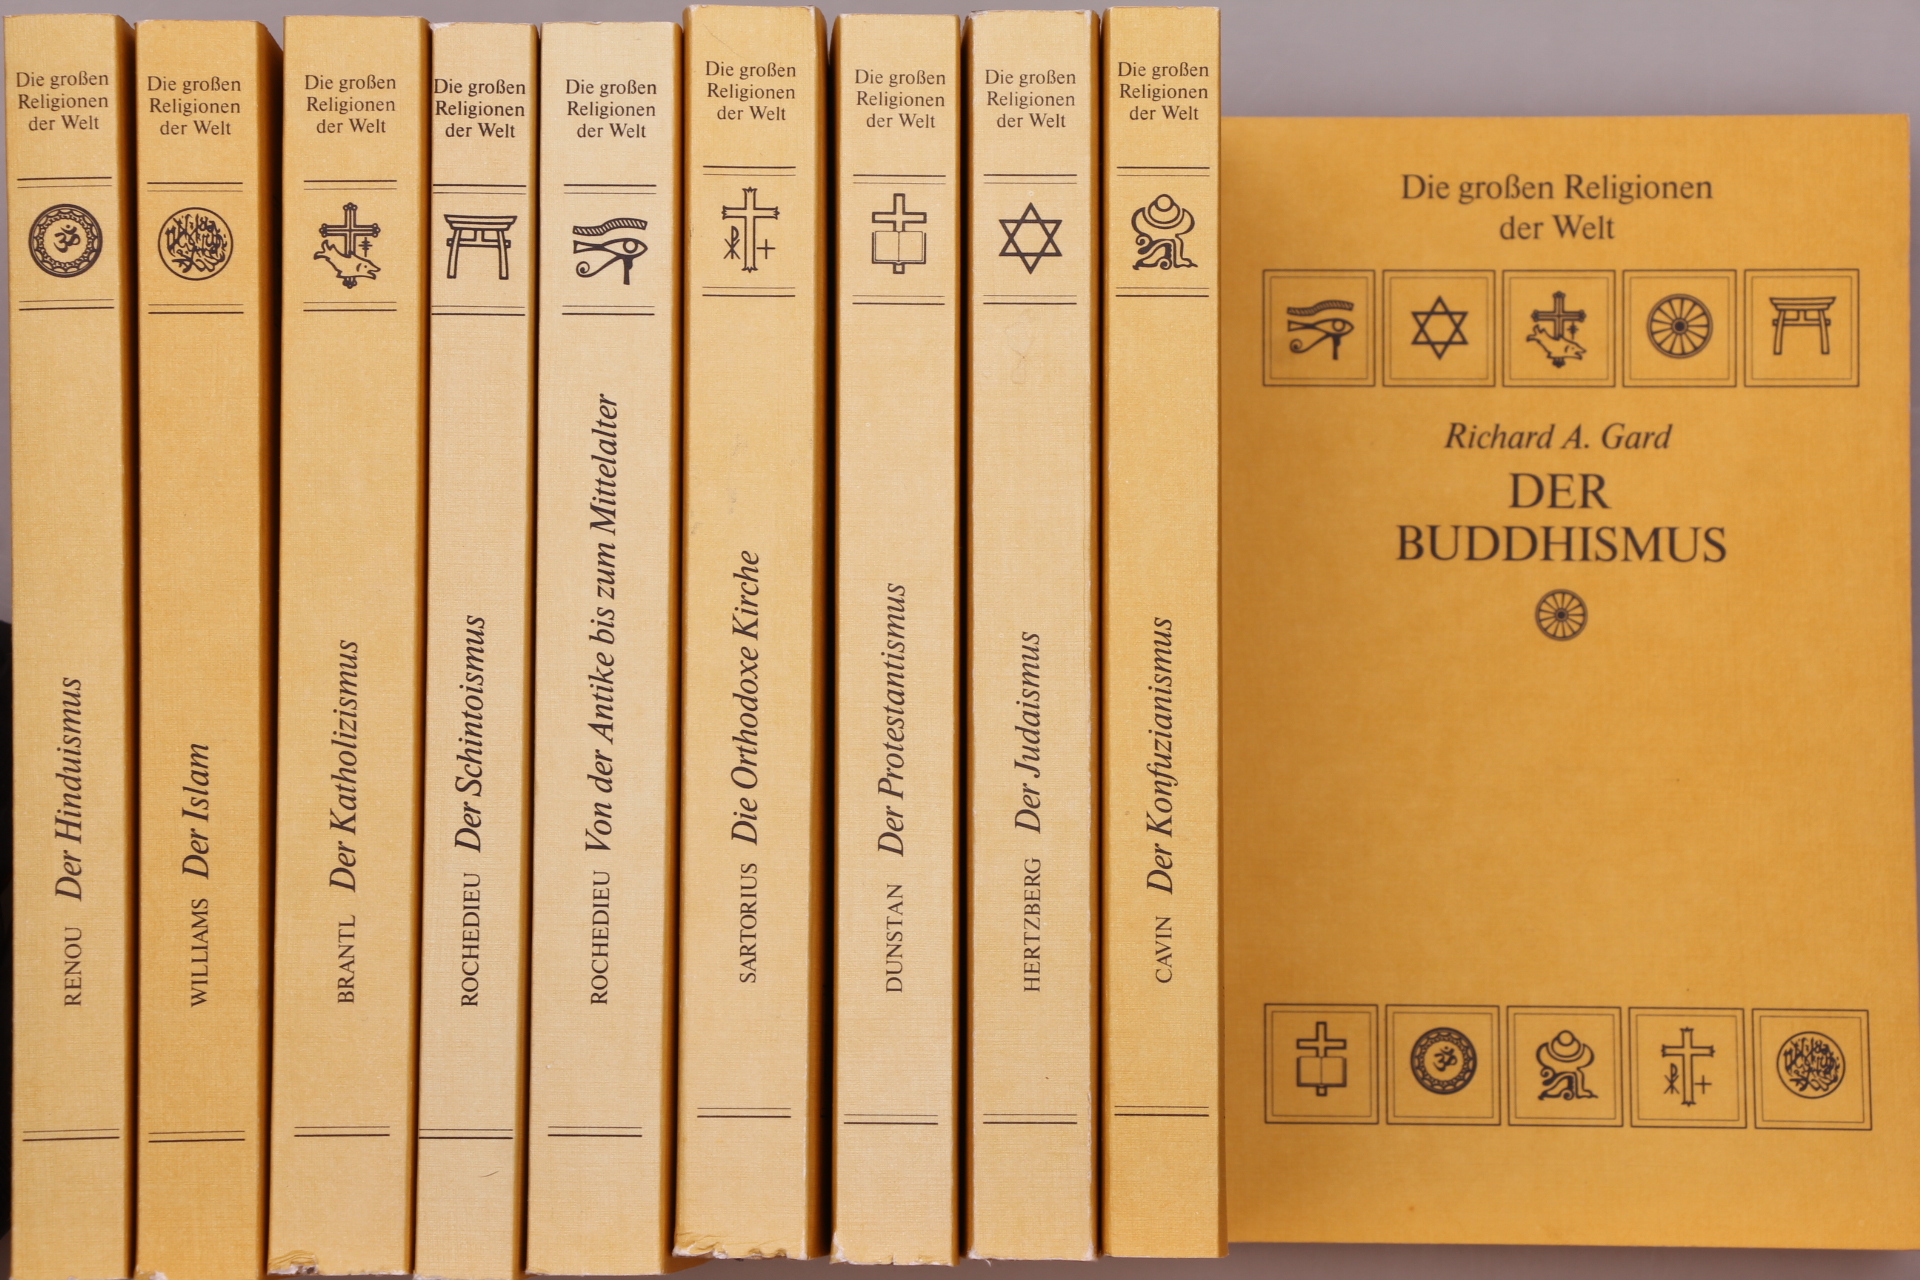 Die großen
Religionen
der Welt
RENOU Der Hinduismus
Die großen
Religionen
der Welt
WILLIAMS Der Islam
Die großen
Religionen
der Welt
BRANTL Der Katholizismus
Die großen
Religionen
der Welt
ROCHEDIEU Der Schintoismus
Die großen
Religionen
der Welt
ROCHEDIEU Von der Antike bis zum Mittelalter
Die großen
Religionen
der Welt
SARTORIUS Die Orthodoxe Kirche
Die großen
Religionen
der Welt
DUNSTAN Der Protestantismus
Die großen
Religionen
der Welt
HERTZBERG Der Judaismus
Die großen
Religionen
der Welt
CAVIN Der Konfuzianismus
Die großen Religionen
der Welt
Richard A. Gard
DER
BUDDHISMUS